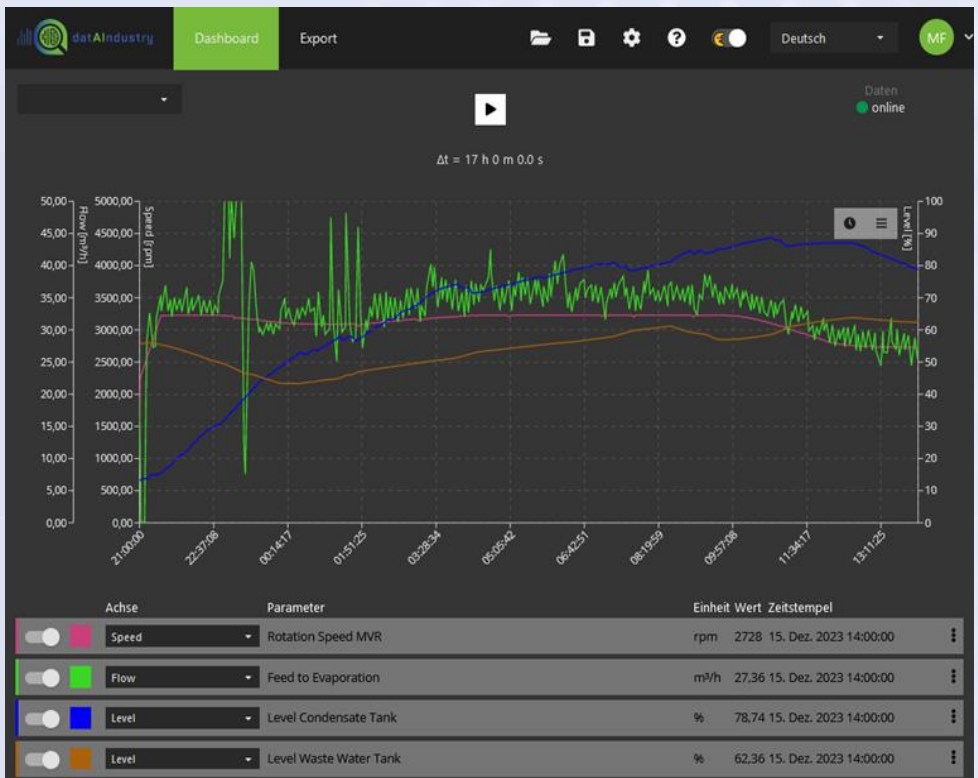 datAIndustry
Dashboard
Export
Deutsch
MF
Daten
online
Δt = 17 h 0 m 0.0 s
50,00
45,00
40,00
35,00
30,00
25,00
20,00
15,00
10,00
5,00
0,00
Flow [m³/h]
5000,00
4500,00
4000,00
3500,00
3000,00
2500,00
2000,00
1500,00
1000,00
500,00
0,00
Speed [rpm]
Level [%]
100
90
80
70
60
50
40
30
20
10
0
21:00:00
22:37:08
00:14:17
01:51:25
03:28:34
05:05:42
06:42:51
08:19:59
09:57:08
11:34:17
13:11:25
Achse Parameter Einheit Wert Zeitstempel
Speed Rotation Speed MVR rpm 2728 15. Dez. 2023 14:00:00
Flow Feed to Evaporation m³/h 27,36 15. Dez. 2023 14:00:00
Level Level Condensate Tank % 78,74 15. Dez. 2023 14:00:00
Level Level Waste Water Tank % 62,36 15. Dez. 2023 14:00:00